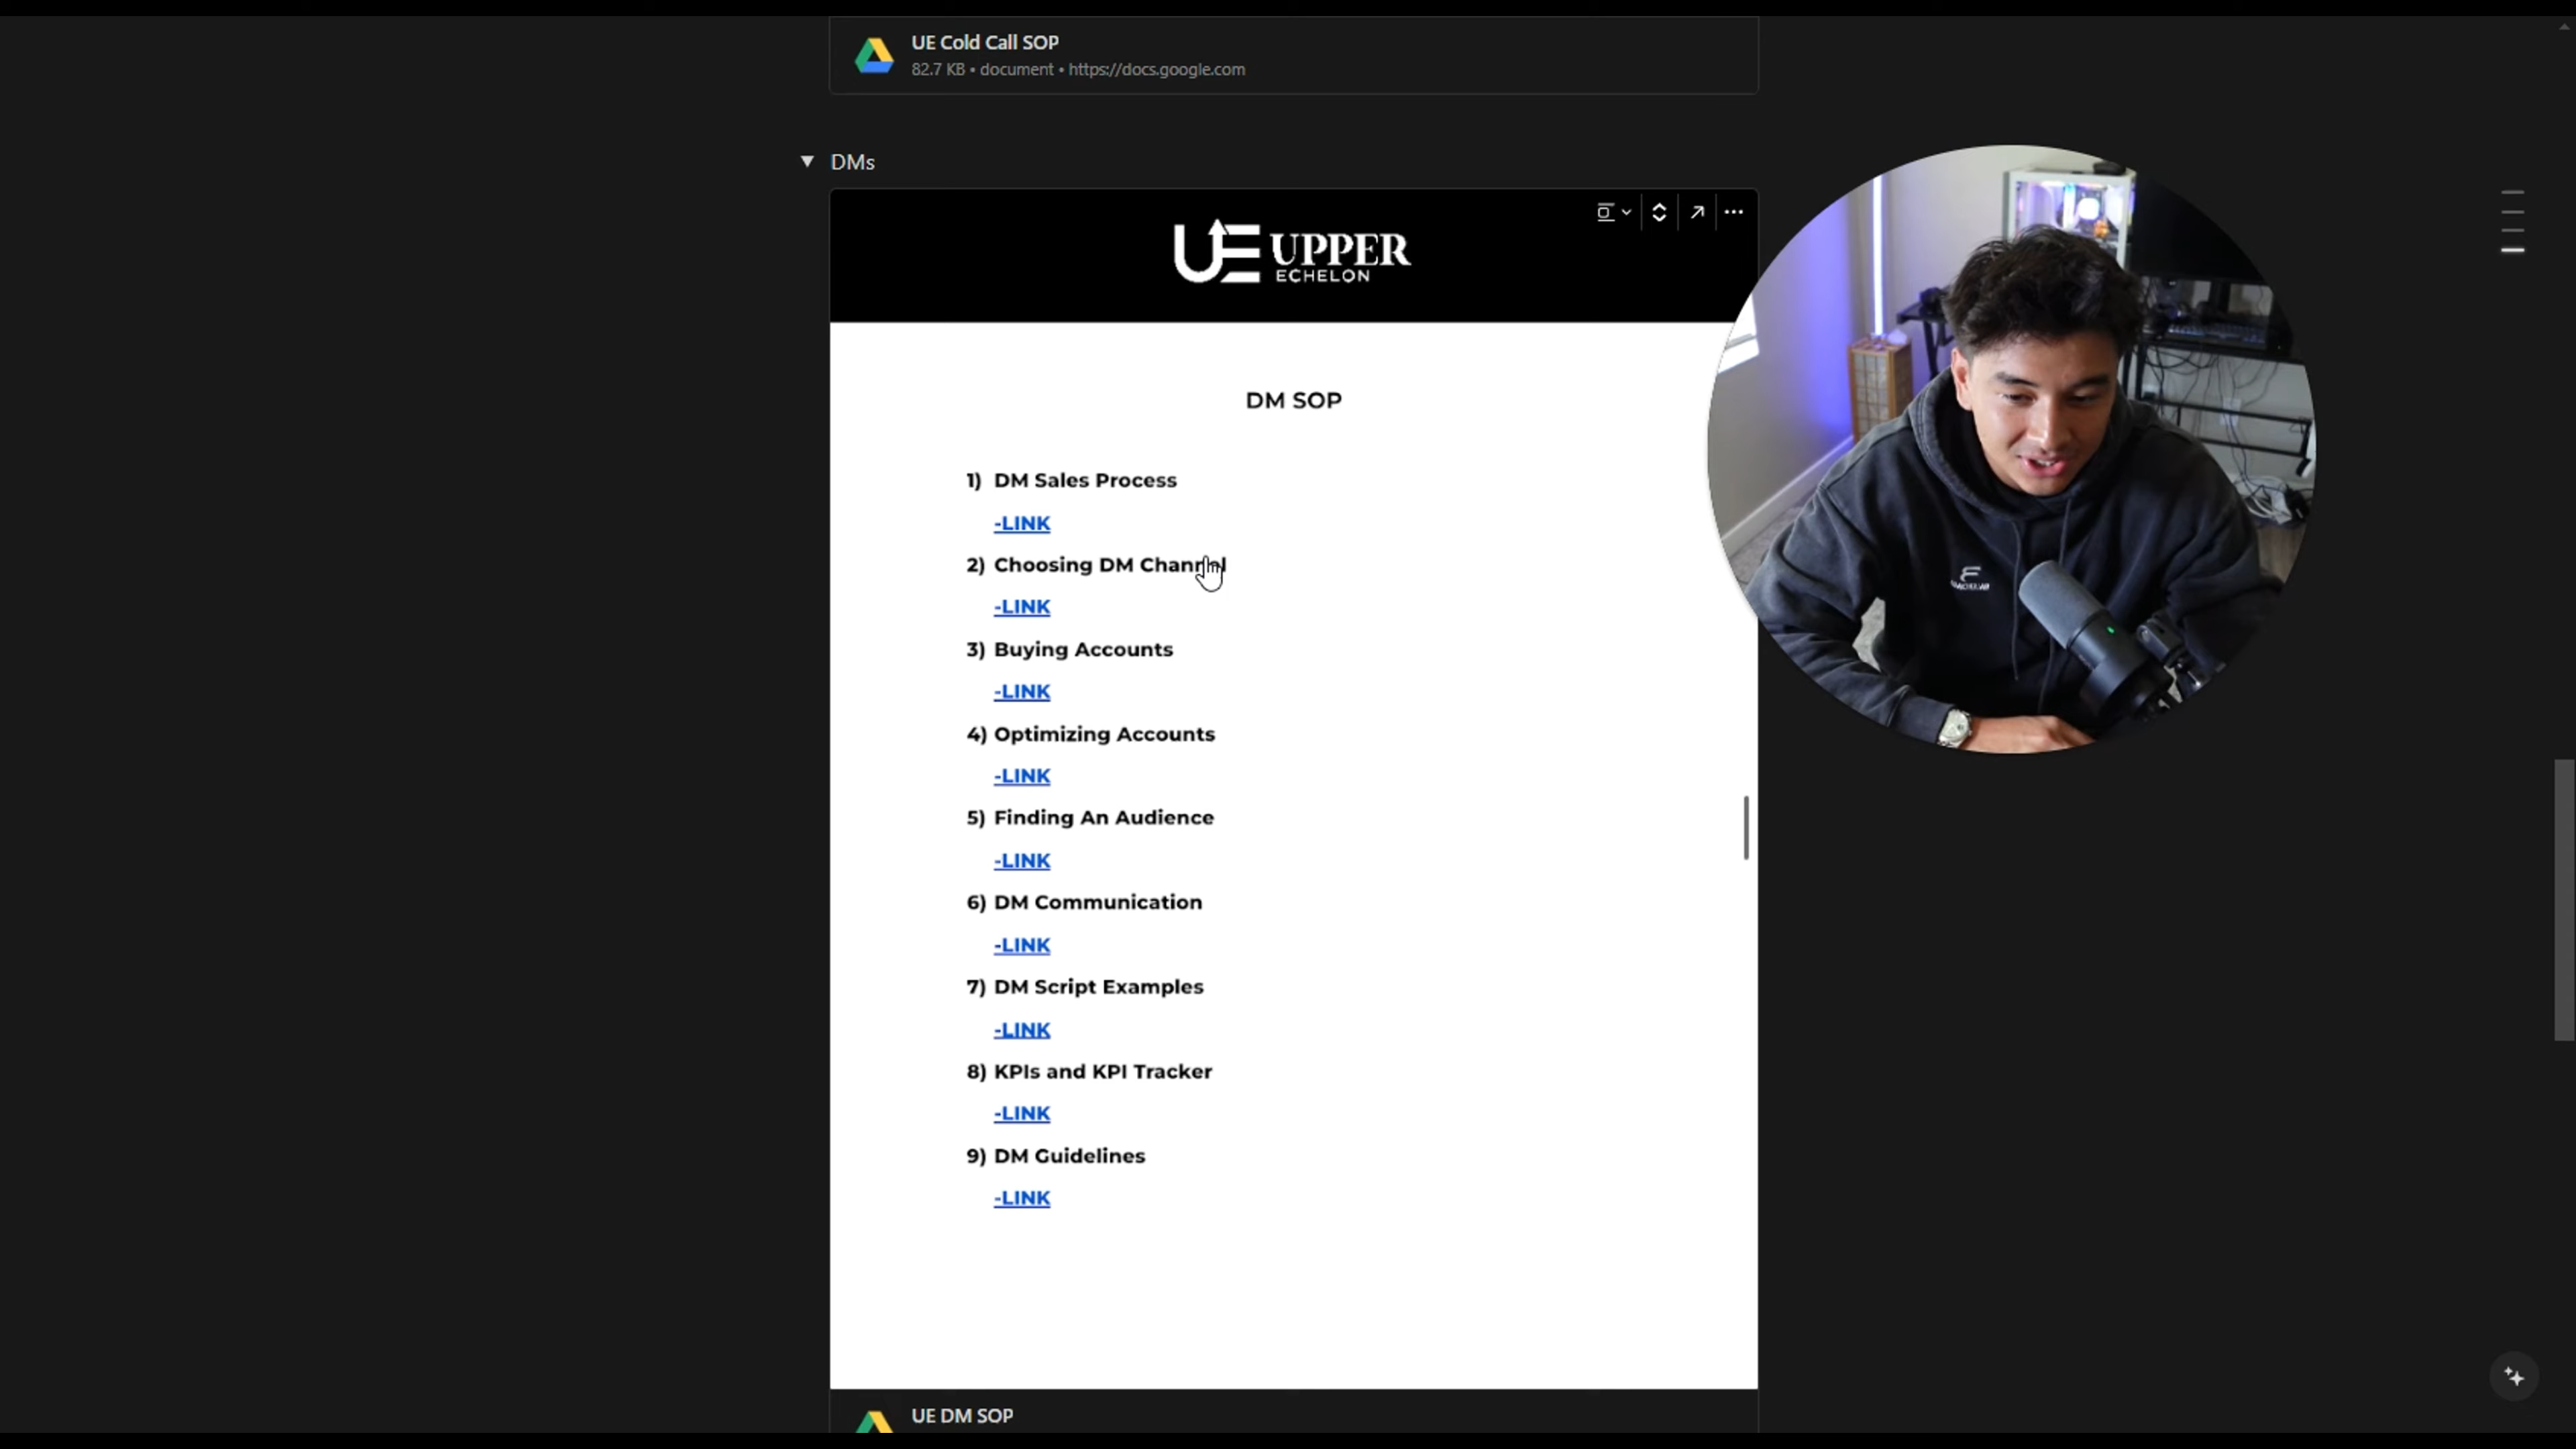 UE Cold Call SOP
82.7 KB • document • https://docs.google.com
▼ DMs
UE UPPER
ECHELON
DM SOP
1) DM Sales Process
-LINK
2) Choosing DM Channel
-LINK
3) Buying Accounts
-LINK
4) Optimizing Accounts
-LINK
5) Finding An Audience
-LINK
6) DM Communication
-LINK
7) DM Script Examples
-LINK
8) KPIs and KPI Tracker
-LINK
9) DM Guidelines
-LINK
UE DM SOP